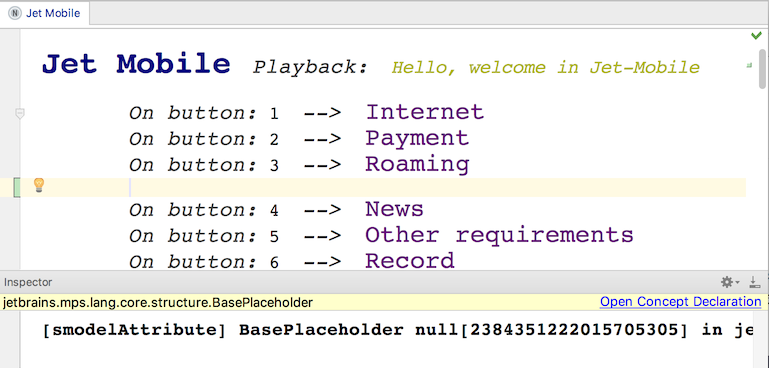 N Jet Mobile
Jet Mobile Playback: Hello, welcome in Jet-Mobile
On button: 1 --> Internet
On button: 2 --> Payment
On button: 3 --> Roaming
On button: 4 --> News
On button: 5 --> Other requirements
On button: 6 --> Record
Inspector
jetbrains.mps.lang.core.structure.BasePlaceholder Open Concept Declaration
[smodelAttribute] BasePlaceholder null[2384351222015705305] in je